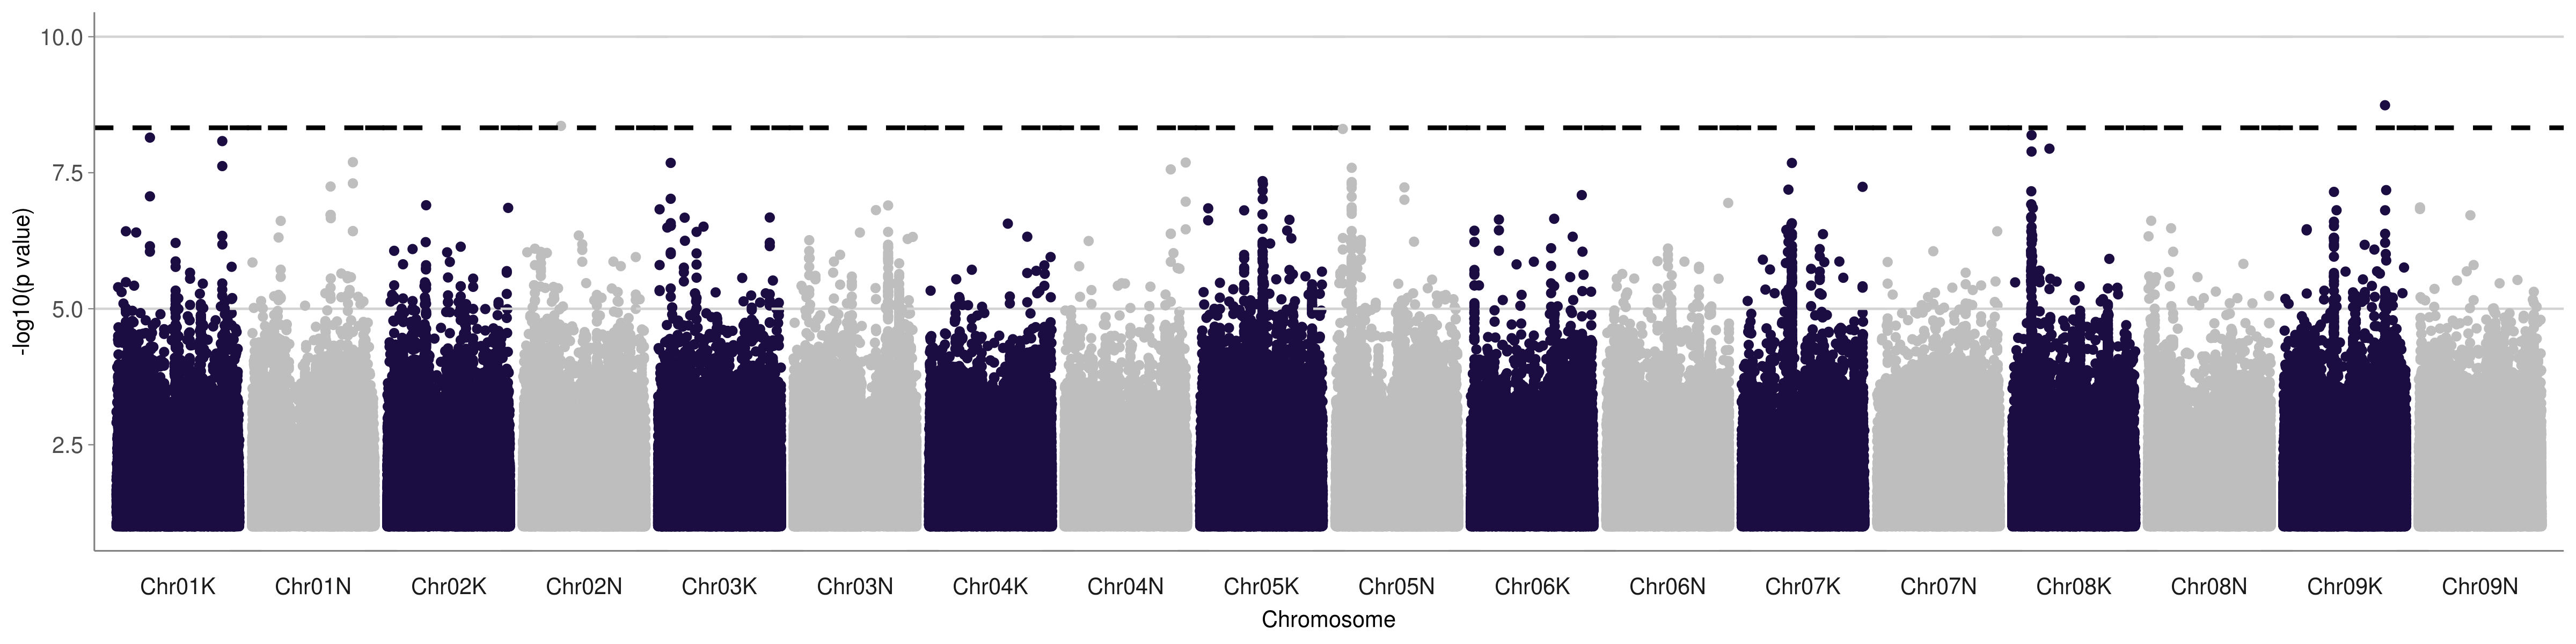 10.0
7.5
5.0
2.5
-log10(p value)
Chr01K Chr01N Chr02K Chr02N Chr03K Chr03N Chr04K Chr04N Chr05K Chr05N Chr06K Chr06N Chr07K Chr07N Chr08K Chr08N Chr09K Chr09N
Chromosome